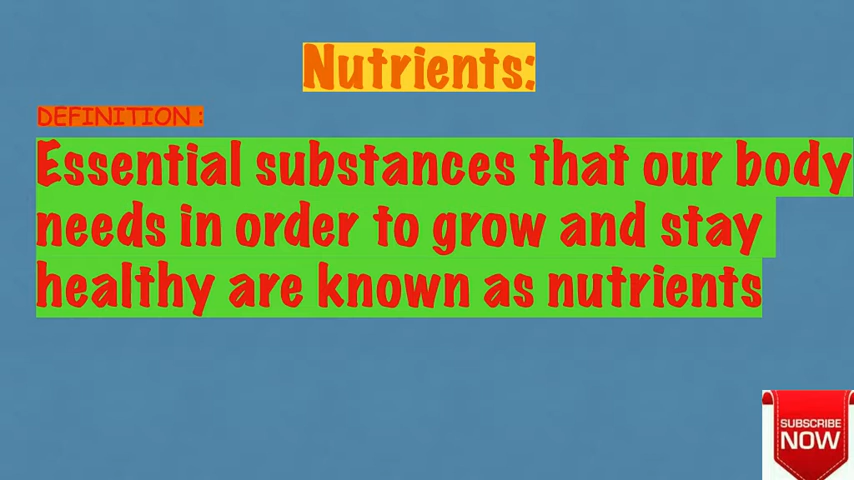 Nutrients:
DEFINITION :
Essential substances that our body
needs in order to grow and stay
healthy are known as nutrients
SUBSCRIBE
NOW